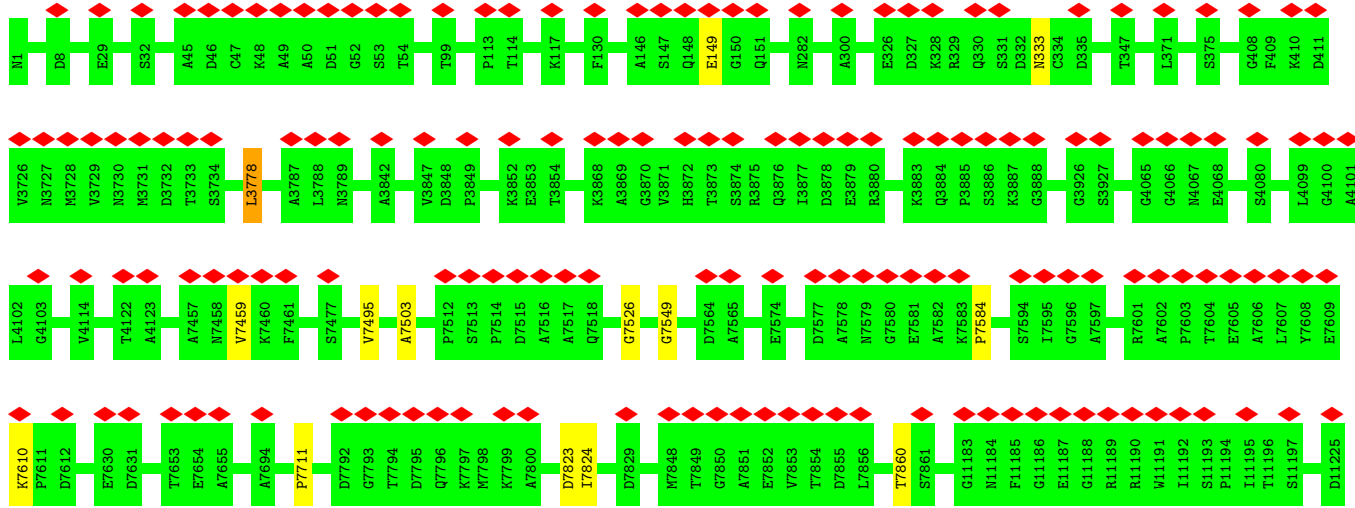 N1 D8 E29 S32 A45 D46 C47 K48 A49 A50 D51 G52 S53 T54 T99 P113 T114 K117 F130 A146 S147 Q148 E149 G150 Q151 N282 A300 E326 D327 K328 R329 Q330 S331 D332 N333 C334 D335 T347 L371 S375 G408 F409 K410 D411
V3726 N3727 M3728 V3729 N3730 M3731 D3732 T3733 S3734 L3778 A3787 L3788 N3789 A3842 V3847 D3848 P3849 K3852 E3853 T3854 K3868 A3869 G3870 V3871 H3872 T3873 S3874 R3875 Q3876 I3877 D3878 E3879 R3880 K3883 Q3884 P3885 S3886 K3887 G3888 G3926 S3927 G4065 G4066 N4067 E4068 S4080 L4099 G4100 A4101
L4102 G4103 V4114 T4122 A4123 A7457 N7458 V7459 K7460 F7461 S7477 V7495 A7503 P7512 S7513 P7514 D7515 A7516 A7517 Q7518 G7526 G7549 D7564 A7565 E7574 D7577 A7578 N7579 G7580 E7581 A7582 K7583 P7584 S7594 I7595 G7596 A7597 R7601 A7602 P7603 T7604 E7605 A7606 L7607 Y7608 E7609
K7610 P7611 D7612 E7630 D7631 T7653 E7654 A7655 A7694 P7711 D7792 G7793 T7794 D7795 Q7796 K7797 M7798 K7799 A7800 D7823 I7824 D7829 M7848 T7849 G7850 A7851 E7852 V7853 T7854 D7855 L7856 T7860 S7861 G11183 N11184 F11185 G11186 E11187 G11188 R11189 R11190 W11191 I11192 S11193 P11194 I11195 T11196 S11197 D11225